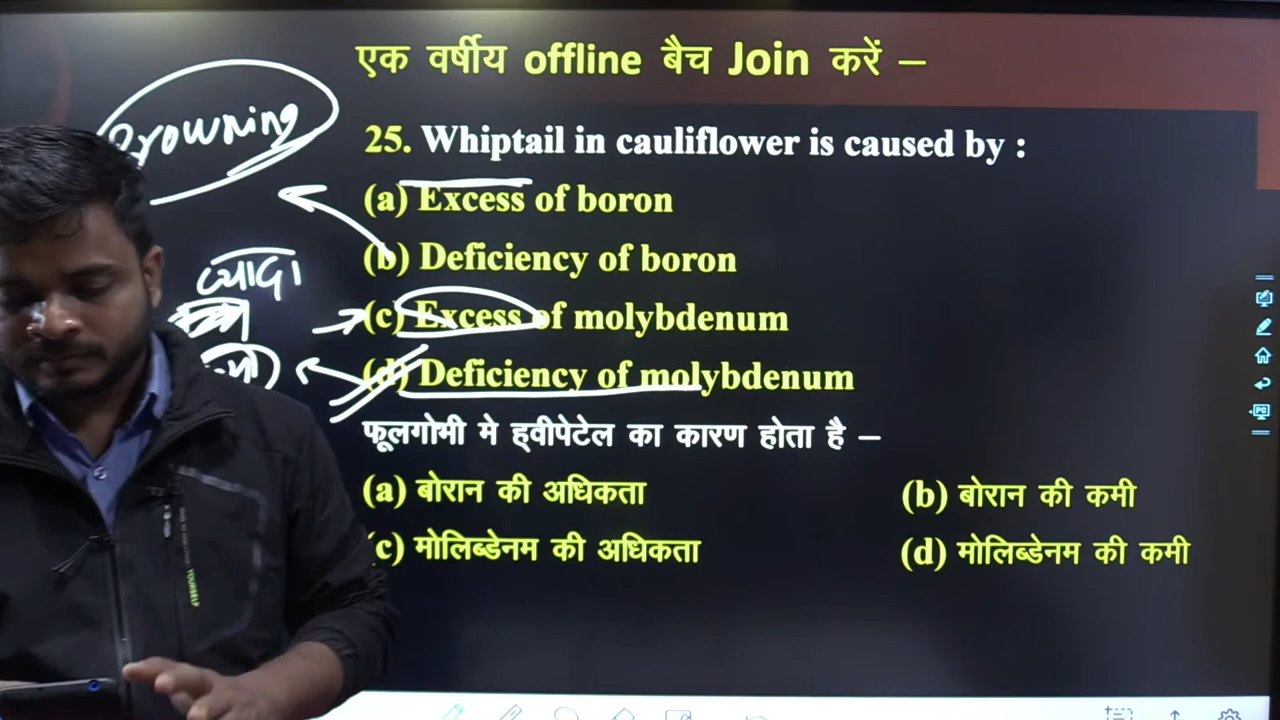 एक वर्षीय offline बैच Join करें –
Browning
25. Whiptail in cauliflower is caused by :
(a) Excess of boron
(b) Deficiency of boron
ज्यादा
(c) Excess of molybdenum
(d) Deficiency of molybdenum
फूलगोभी मे ह्वीपेटेल का कारण होता है –
(a) बोरान की अधिकता (b) बोरान की कमी
(c) मोलिब्डेनम की अधिकता (d) मोलिब्डेनम की कमी
YOURSELF